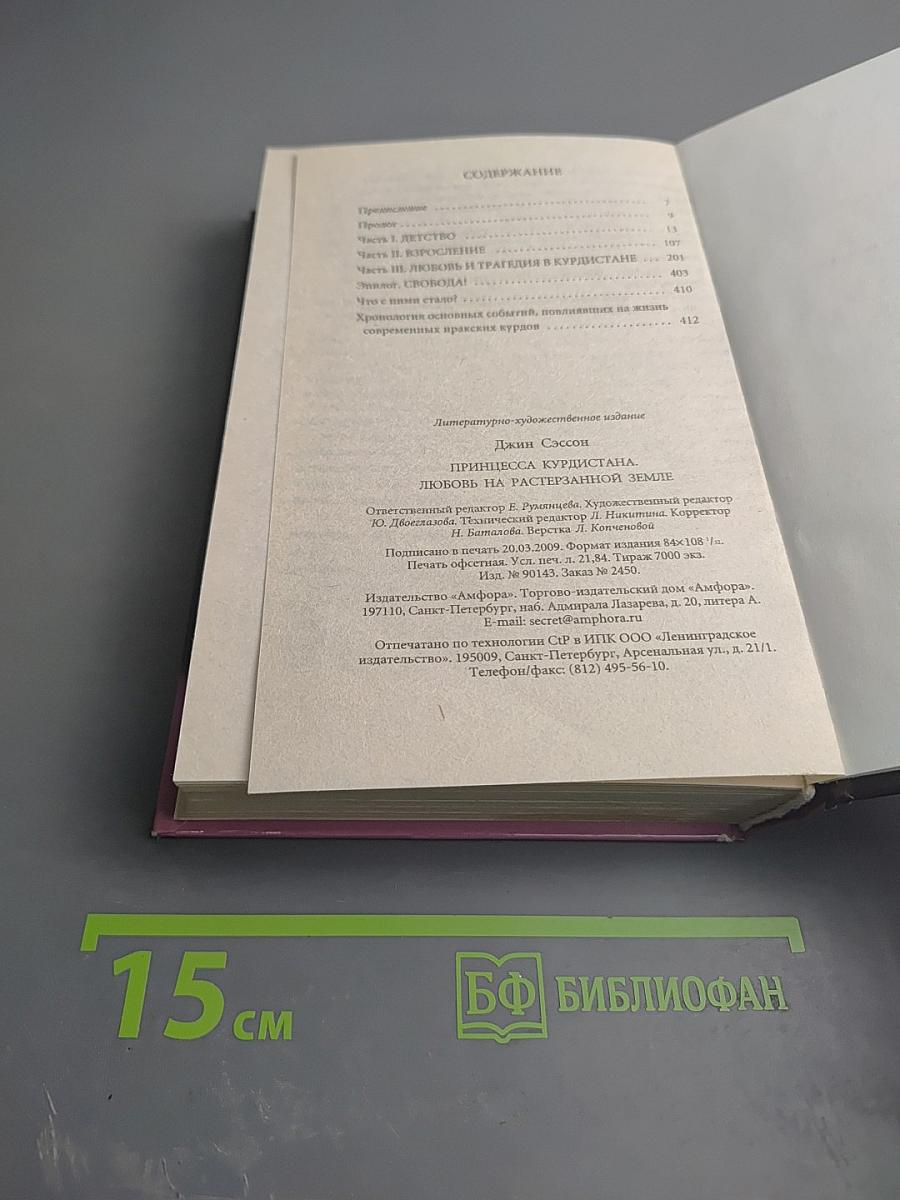 СОДЕРЖАНИЕ
Предисловие ........ 7
Пролог ........ 9
Часть I. ДЕТСТВО ........ 13
Часть II. ВЗРОСЛЕНИЕ ........ 107
Часть III. ЛЮБОВЬ И ТРАГЕДИЯ В КУРДИСТАНЕ ... 201
Эпилог. СВОБОДА! ........ 403
Что с ними стало? ........ 410
Хронология основных событий, повлиявших на жизнь
современных иракских курдов ........ 412
Литературно-художественное издание
Джин Сэссон
ПРИНЦЕССА КУРДИСТАНА.
ЛЮБОВЬ НА РАСТЕРЗАННОЙ ЗЕМЛЕ
Ответственный редактор Е. Румянцева. Художественный редактор
Ю. Двоеглазова. Технический редактор Л. Никитина. Корректор
Н. Баталова. Верстка Л. Копченовой
Подписано в печать 20.03.2009. Формат издания 84×108 1/32.
Печать офсетная. Усл. печ. л. 21,84. Тираж 7000 экз.
Изд. № 90143. Заказ № 2450.
Издательство «Амфора». Торгово-издательский дом «Амфора».
197110, Санкт-Петербург, наб. Адмирала Лазарева, д. 20, литера А.
E-mail: secret@amphora.ru
Отпечатано по технологии CtP в ИПК ООО «Ленинградское
издательство». 195009, Санкт-Петербург, Арсенальная ул., д. 21/1.
Телефон/факс: (812) 495-56-10.
15 см
БФ БИБЛИОФАН